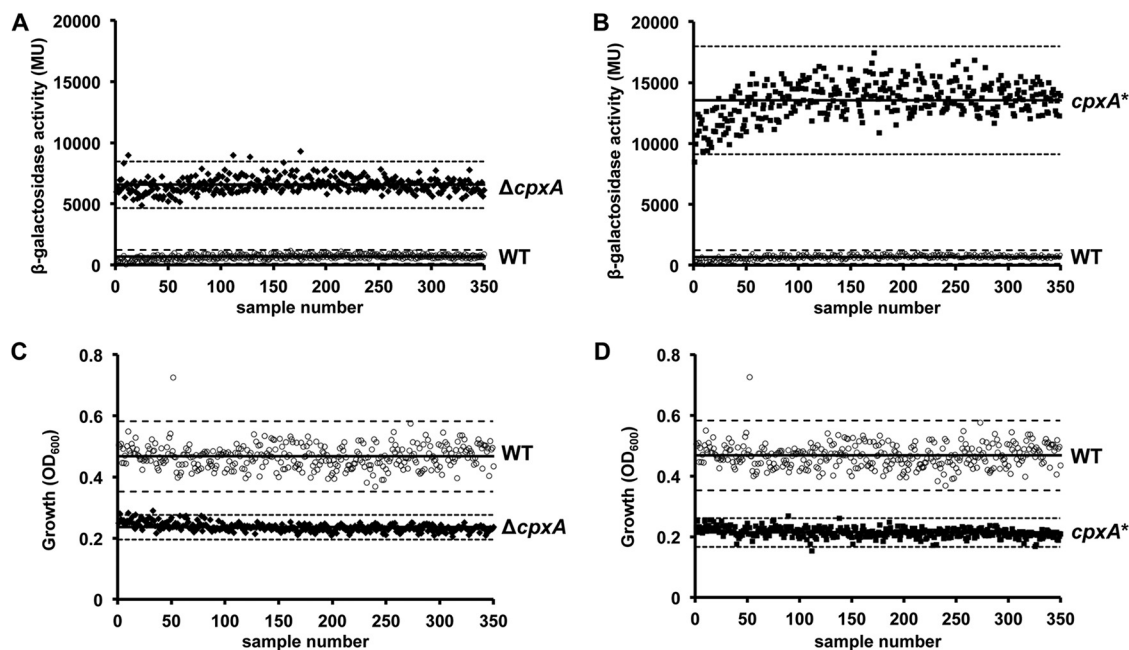 A
β-galactosidase activity (MU)
20000
15000
10000
5000
0
0 50 100 150 200 250 300 350
sample number
ΔcpxA
WT
B
β-galactosidase activity (MU)
20000
15000
10000
5000
0
0 50 100 150 200 250 300 350
sample number
cpxA*
WT
C
Growth (OD600)
0.8
0.6
0.4
0.2
0
0 50 100 150 200 250 300 350
sample number
WT
ΔcpxA
D
Growth (OD600)
0.8
0.6
0.4
0.2
0
0 50 100 150 200 250 300 350
sample number
WT
cpxA*